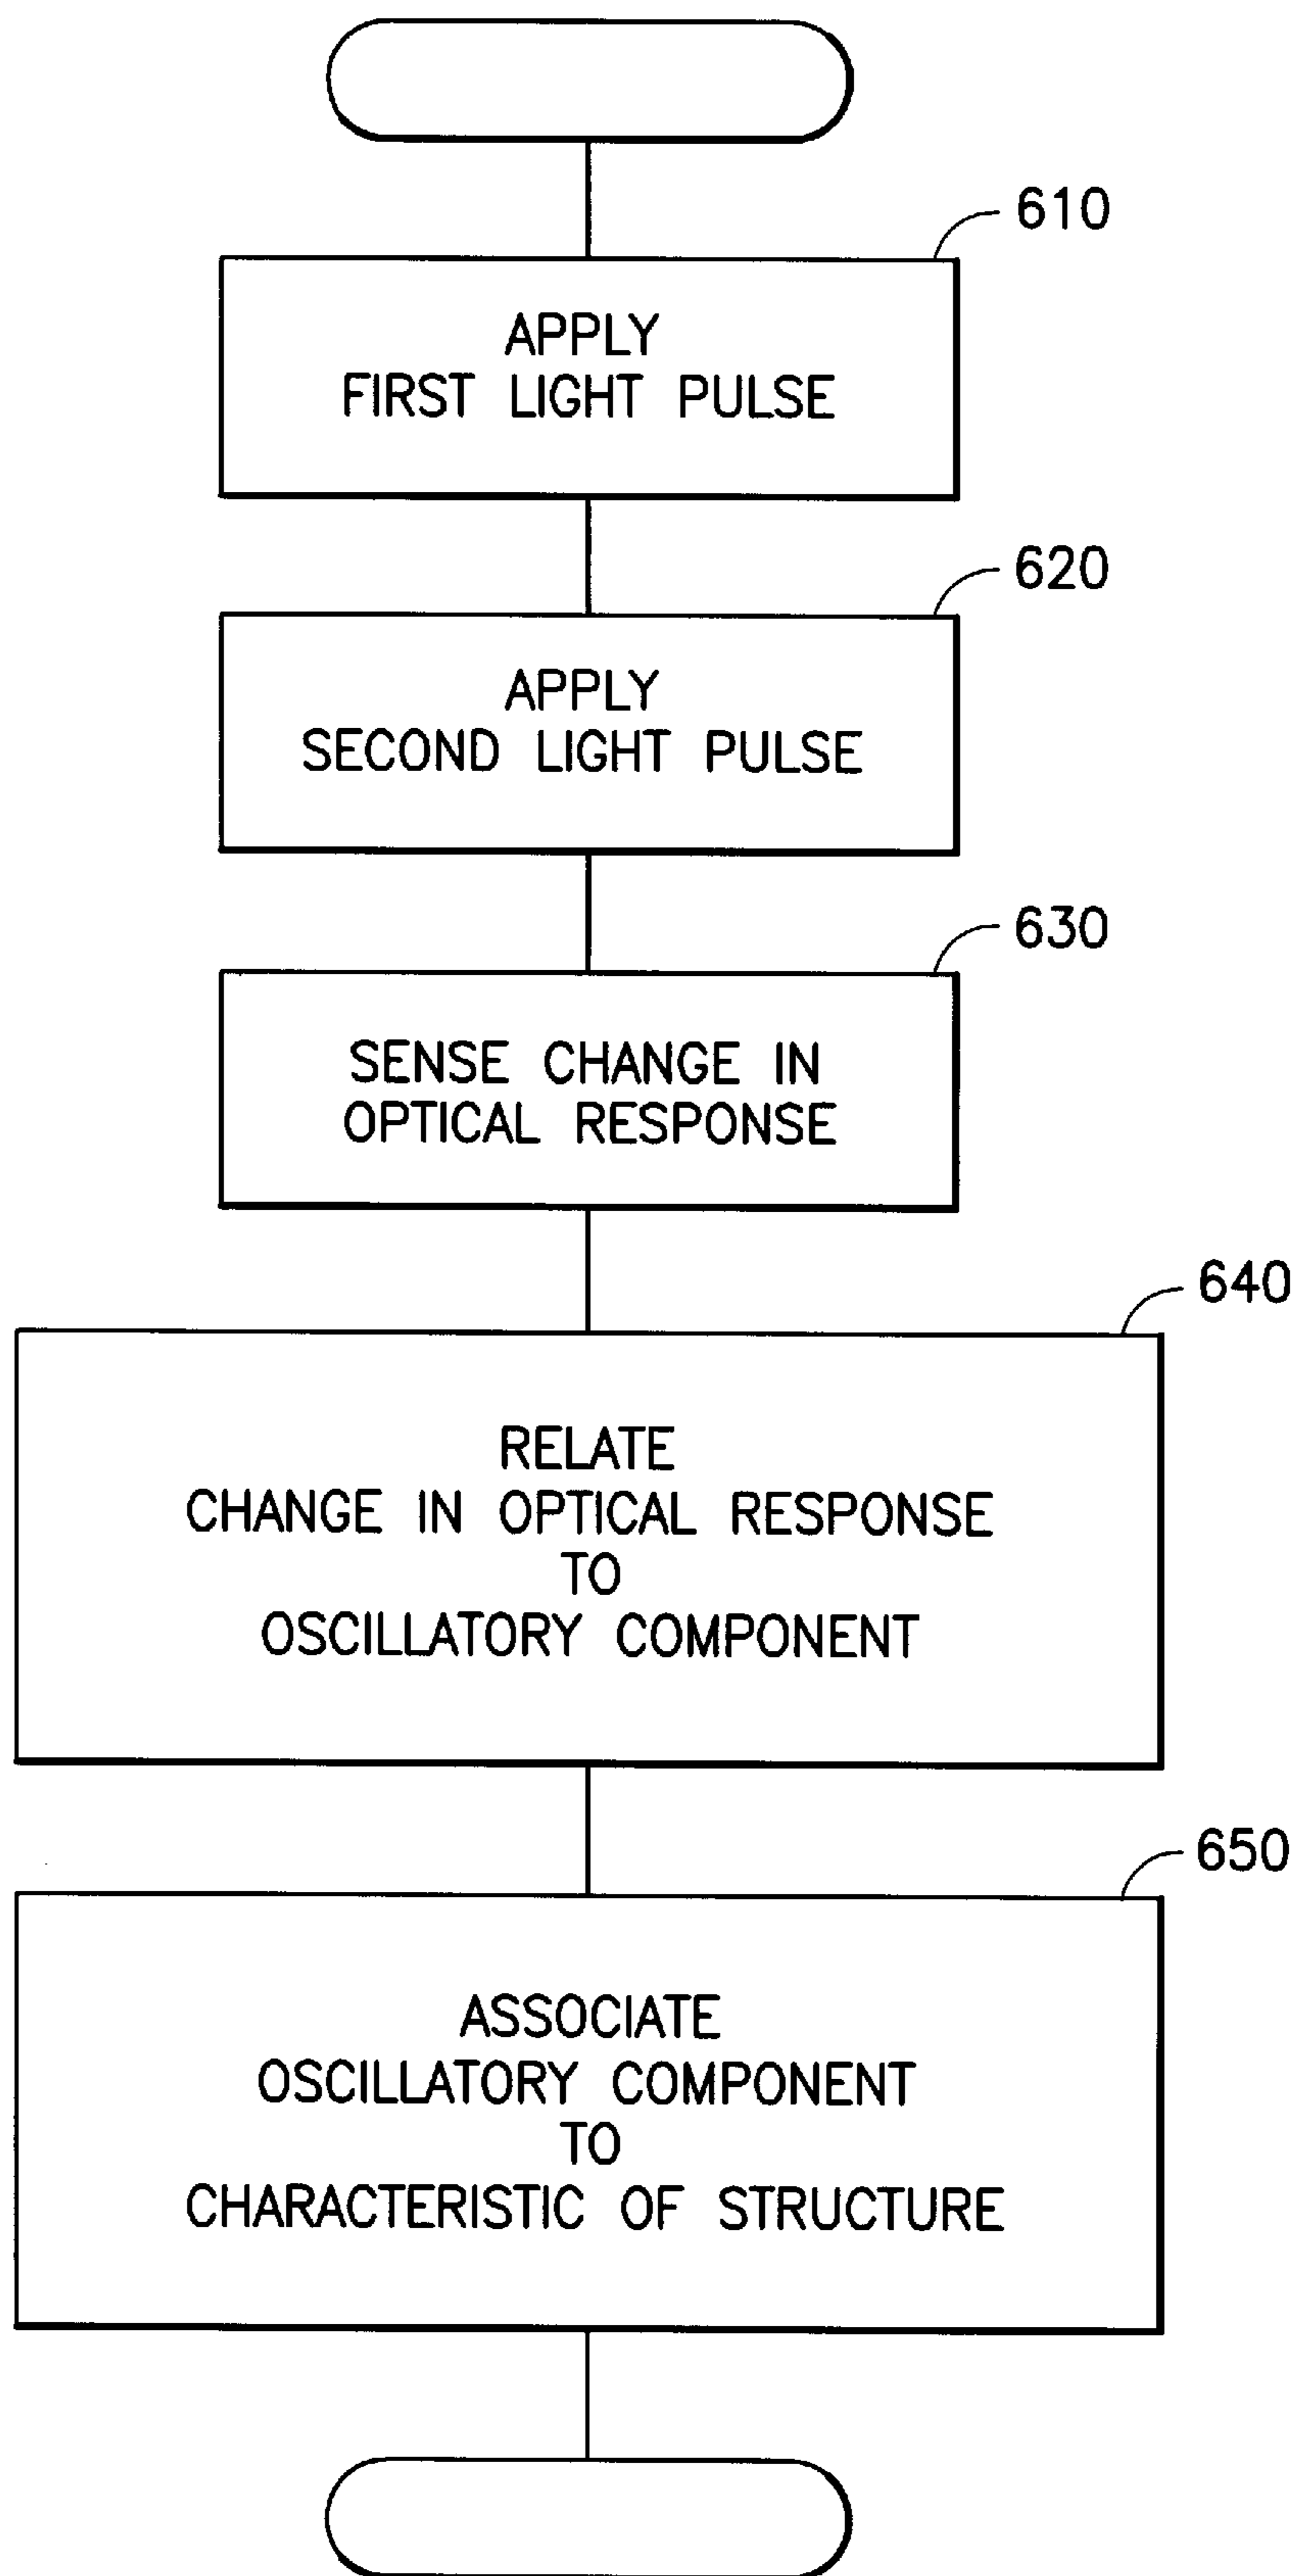 610
APPLY
FIRST LIGHT PULSE
620
APPLY
SECOND LIGHT PULSE
630
SENSE CHANGE IN
OPTICAL RESPONSE
640
RELATE
CHANGE IN OPTICAL RESPONSE
TO
OSCILLATORY COMPONENT
650
ASSOCIATE
OSCILLATORY COMPONENT
TO
CHARACTERISTIC OF STRUCTURE